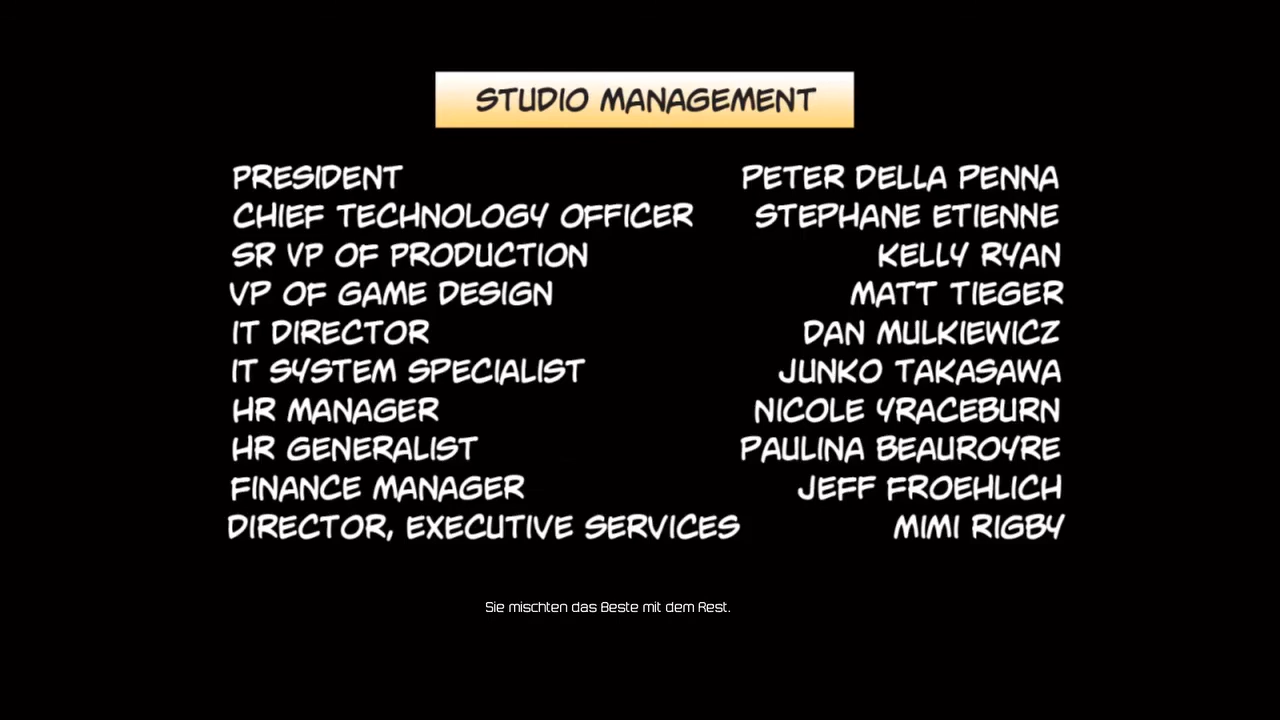 STUDIO MANAGEMENT
PRESIDENT PETER DELLA PENNA
CHIEF TECHNOLOGY OFFICER STEPHANE ETIENNE
SR VP OF PRODUCTION KELLY RYAN
VP OF GAME DESIGN MATT TIEGER
IT DIRECTOR DAN MULKIEWICZ
IT SYSTEM SPECIALIST JUNKO TAKASAWA
HR MANAGER NICOLE YRACEBURN
HR GENERALIST PAULINA BEAUROYRE
FINANCE MANAGER JEFF FROEHLICH
DIRECTOR, EXECUTIVE SERVICES MIMI RIGBY
Sie mischten das Beste mit dem Rest.